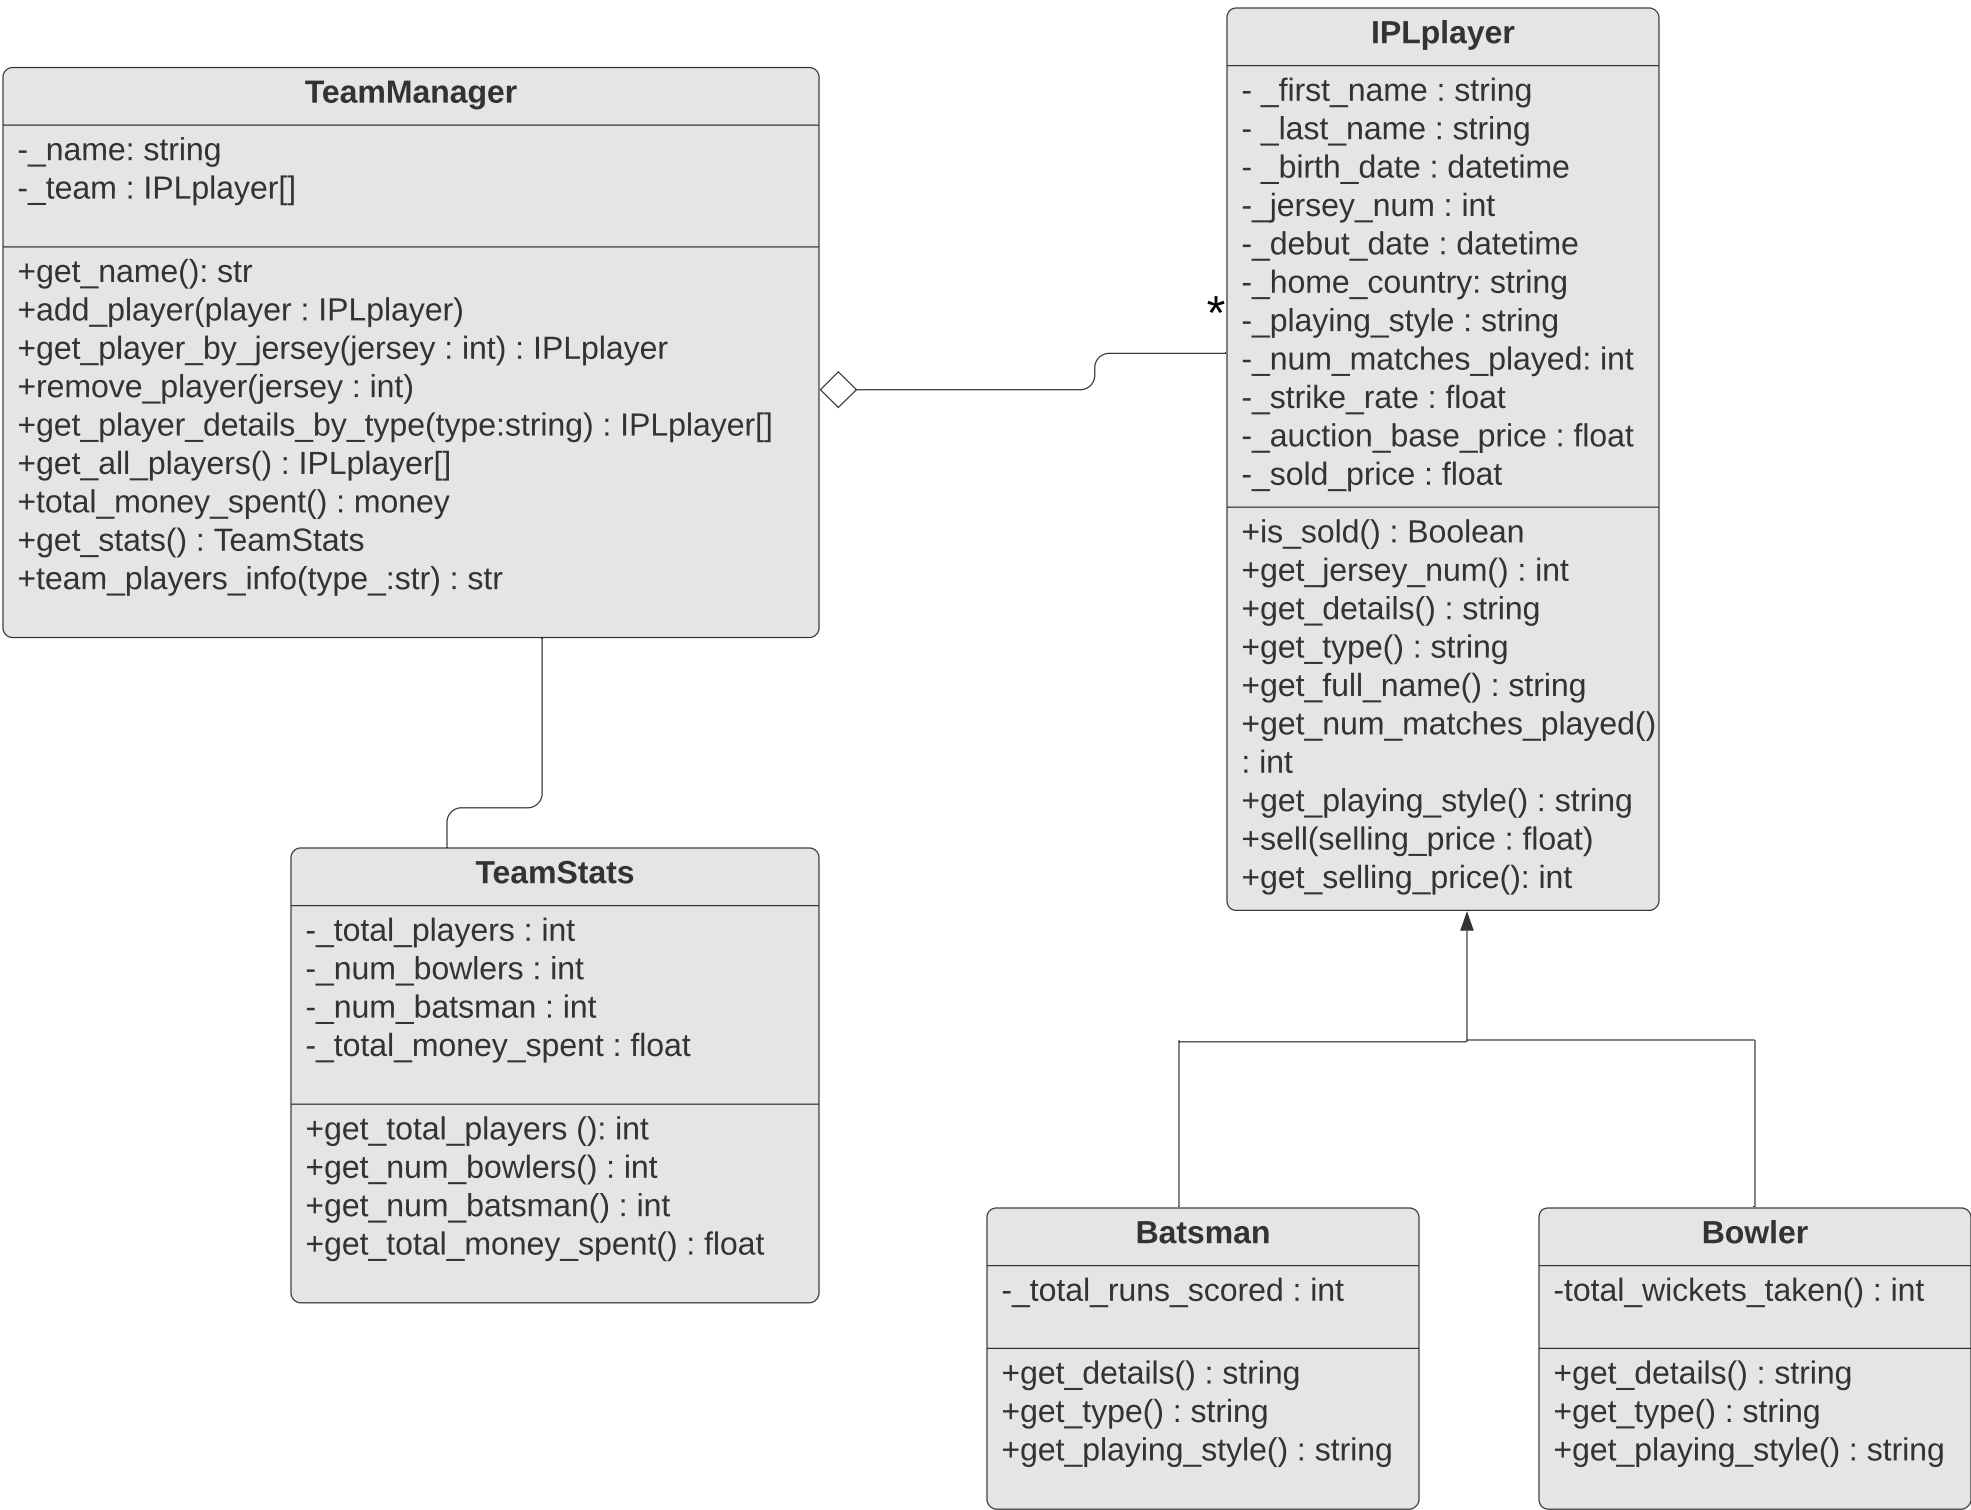 TeamManager
-_name: string
-_team : IPLplayer[]
+get_name(): str
+add_player(player : IPLplayer)
+get_player_by_jersey(jersey : int) : IPLplayer
+remove_player(jersey : int)
+get_player_details_by_type(type:string) : IPLplayer[]
+get_all_players() : IPLplayer[]
+total_money_spent() : money
+get_stats() : TeamStats
+team_players_info(type_:str) : str
*
IPLplayer
- _first_name : string
- _last_name : string
- _birth_date : datetime
-_jersey_num : int
-_debut_date : datetime
-_home_country: string
-_playing_style : string
-_num_matches_played: int
-_strike_rate : float
-_auction_base_price : float
-_sold_price : float
+is_sold() : Boolean
+get_jersey_num() : int
+get_details() : string
+get_type() : string
+get_full_name() : string
+get_num_matches_played()
: int
+get_playing_style() : string
+sell(selling_price : float)
+get_selling_price(): int
TeamStats
-_total_players : int
-_num_bowlers : int
-_num_batsman : int
-_total_money_spent : float
+get_total_players (): int
+get_num_bowlers() : int
+get_num_batsman() : int
+get_total_money_spent() : float
Batsman
-_total_runs_scored : int
+get_details() : string
+get_type() : string
+get_playing_style() : string
Bowler
-total_wickets_taken() : int
+get_details() : string
+get_type() : string
+get_playing_style() : string